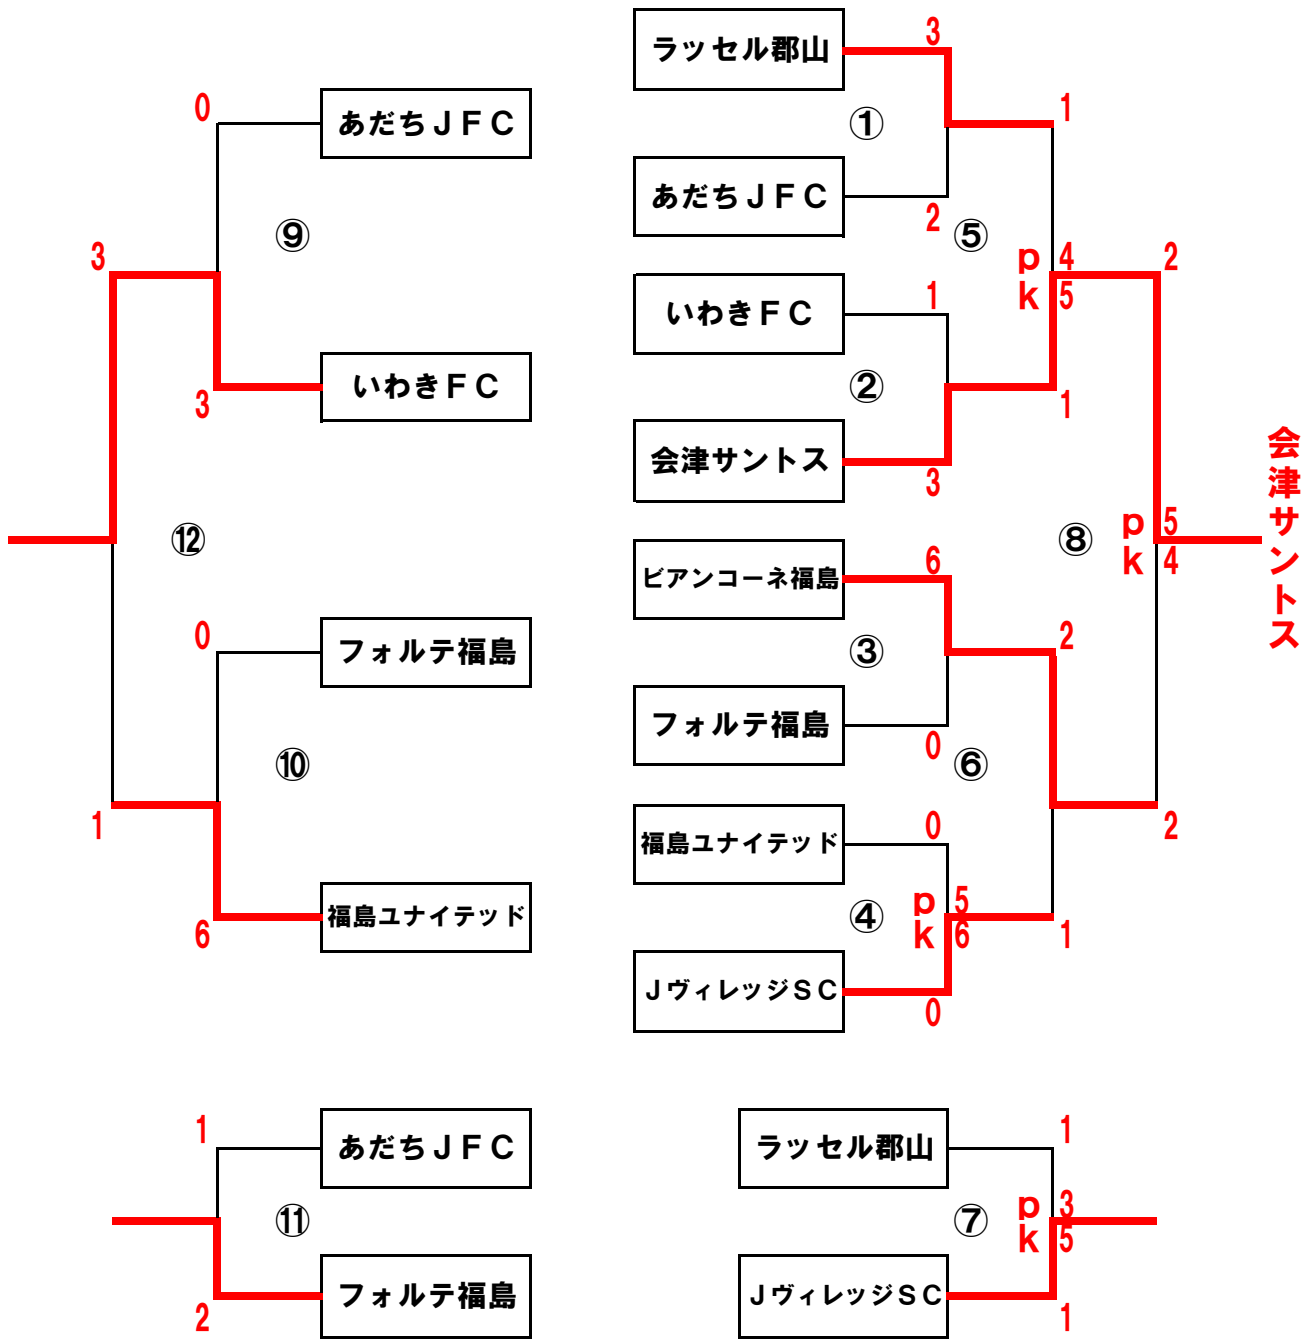 ラッセル郡山
3
①
1
あだちＪＦＣ
2
⑤
いわきＦＣ
1
②
会津サントス
3
1
ｐｋ
4
5
2
⑧
ｐｋ
5
4
会津サントス
ビアンコーネ福島
6
③
2
フォルテ福島
0
⑥
福島ユナイテッド
0
④
ｐｋ
5
6
ＪヴィレッジＳＣ
0
1
2
0
あだちＪＦＣ
⑨
3
3
いわきＦＣ
⑫
0
フォルテ福島
⑩
1
6
福島ユナイテッド
1
あだちＪＦＣ
⑪
2
フォルテ福島
ラッセル郡山
1
⑦
ｐｋ
3
5
ＪヴィレッジＳＣ
1